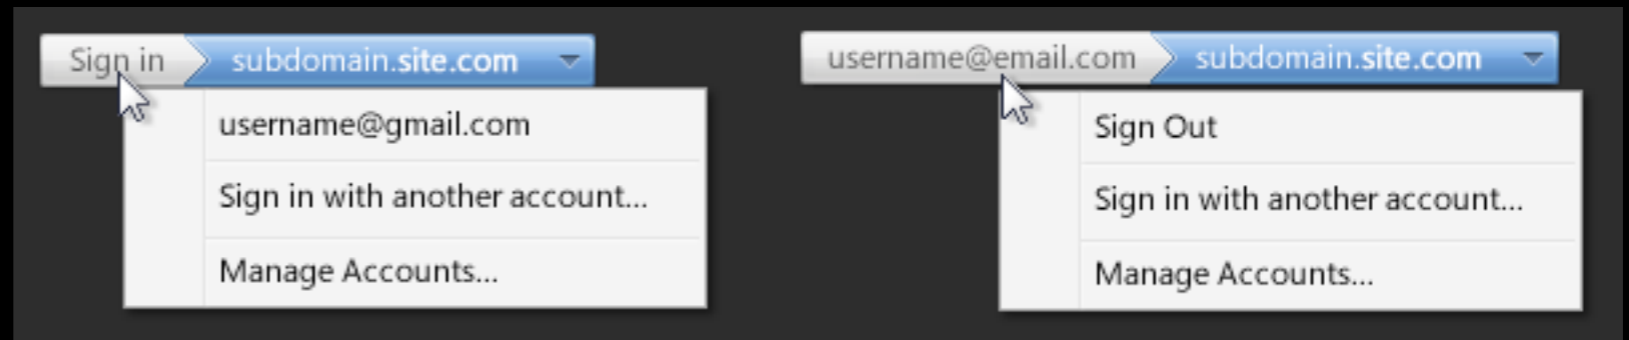 Sign in subdomain.site.com
username@gmail.com
Sign in with another account...
Manage Accounts...
username@email.com subdomain.site.com
Sign Out
Sign in with another account...
Manage Accounts...